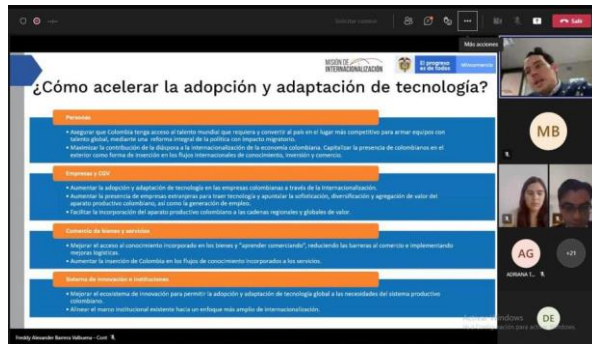 Solicitar control
Salir
Más acciones
MISIÓN DE
INTERNACIONALIZACIÓN
El progreso
es de todos
Mincomercio
¿Cómo acelerar la adopción y adaptación de tecnología?
Personas
• Asegurar que Colombia tenga acceso al talento mundial que requiera y convertir al país en el lugar más competitivo para armar equipos con
talento global, mediante una reforma integral de la política con impacto migratorio.
• Maximizar la contribución de la diáspora a la internacionalización de la economía colombiana. Capitalizar la presencia de colombianos en el
exterior como forma de inserción en los flujos internacionales de conocimiento, inversión y comercio.
Empresas y CGV
• Aumentar la adopción y adaptación de tecnología en las empresas colombianas a través de la internacionalización.
• Aumentar la presencia de empresas extranjeras para traer tecnología y apuntalar la sofisticación, diversificación y agregación de valor del
aparato productivo colombiano, así como la generación de empleo.
• Facilitar la incorporación del aparato productivo colombiano a las cadenas regionales y globales de valor.
Comercio de bienes y servicios
• Mejorar el acceso al conocimiento incorporado en los bienes y "aprender comerciando", reduciendo las barreras al comercio e implementando
mejoras logísticas.
• Aumentar la inserción de Colombia en los flujos de conocimiento incorporados a los servicios.
Sistema de innovación e instituciones
• Mejorar el ecosistema de innovación para permitir la adopción y adaptación de tecnología global a las necesidades del sistema productivo
colombiano.
• Alinear el marco institucional existente hacia un enfoque más amplio de internacionalización.
MB
AG
+21
ADRIANA T...
DE
Activar Windows
Freddy Alexander Barrera Valbuena - Cont